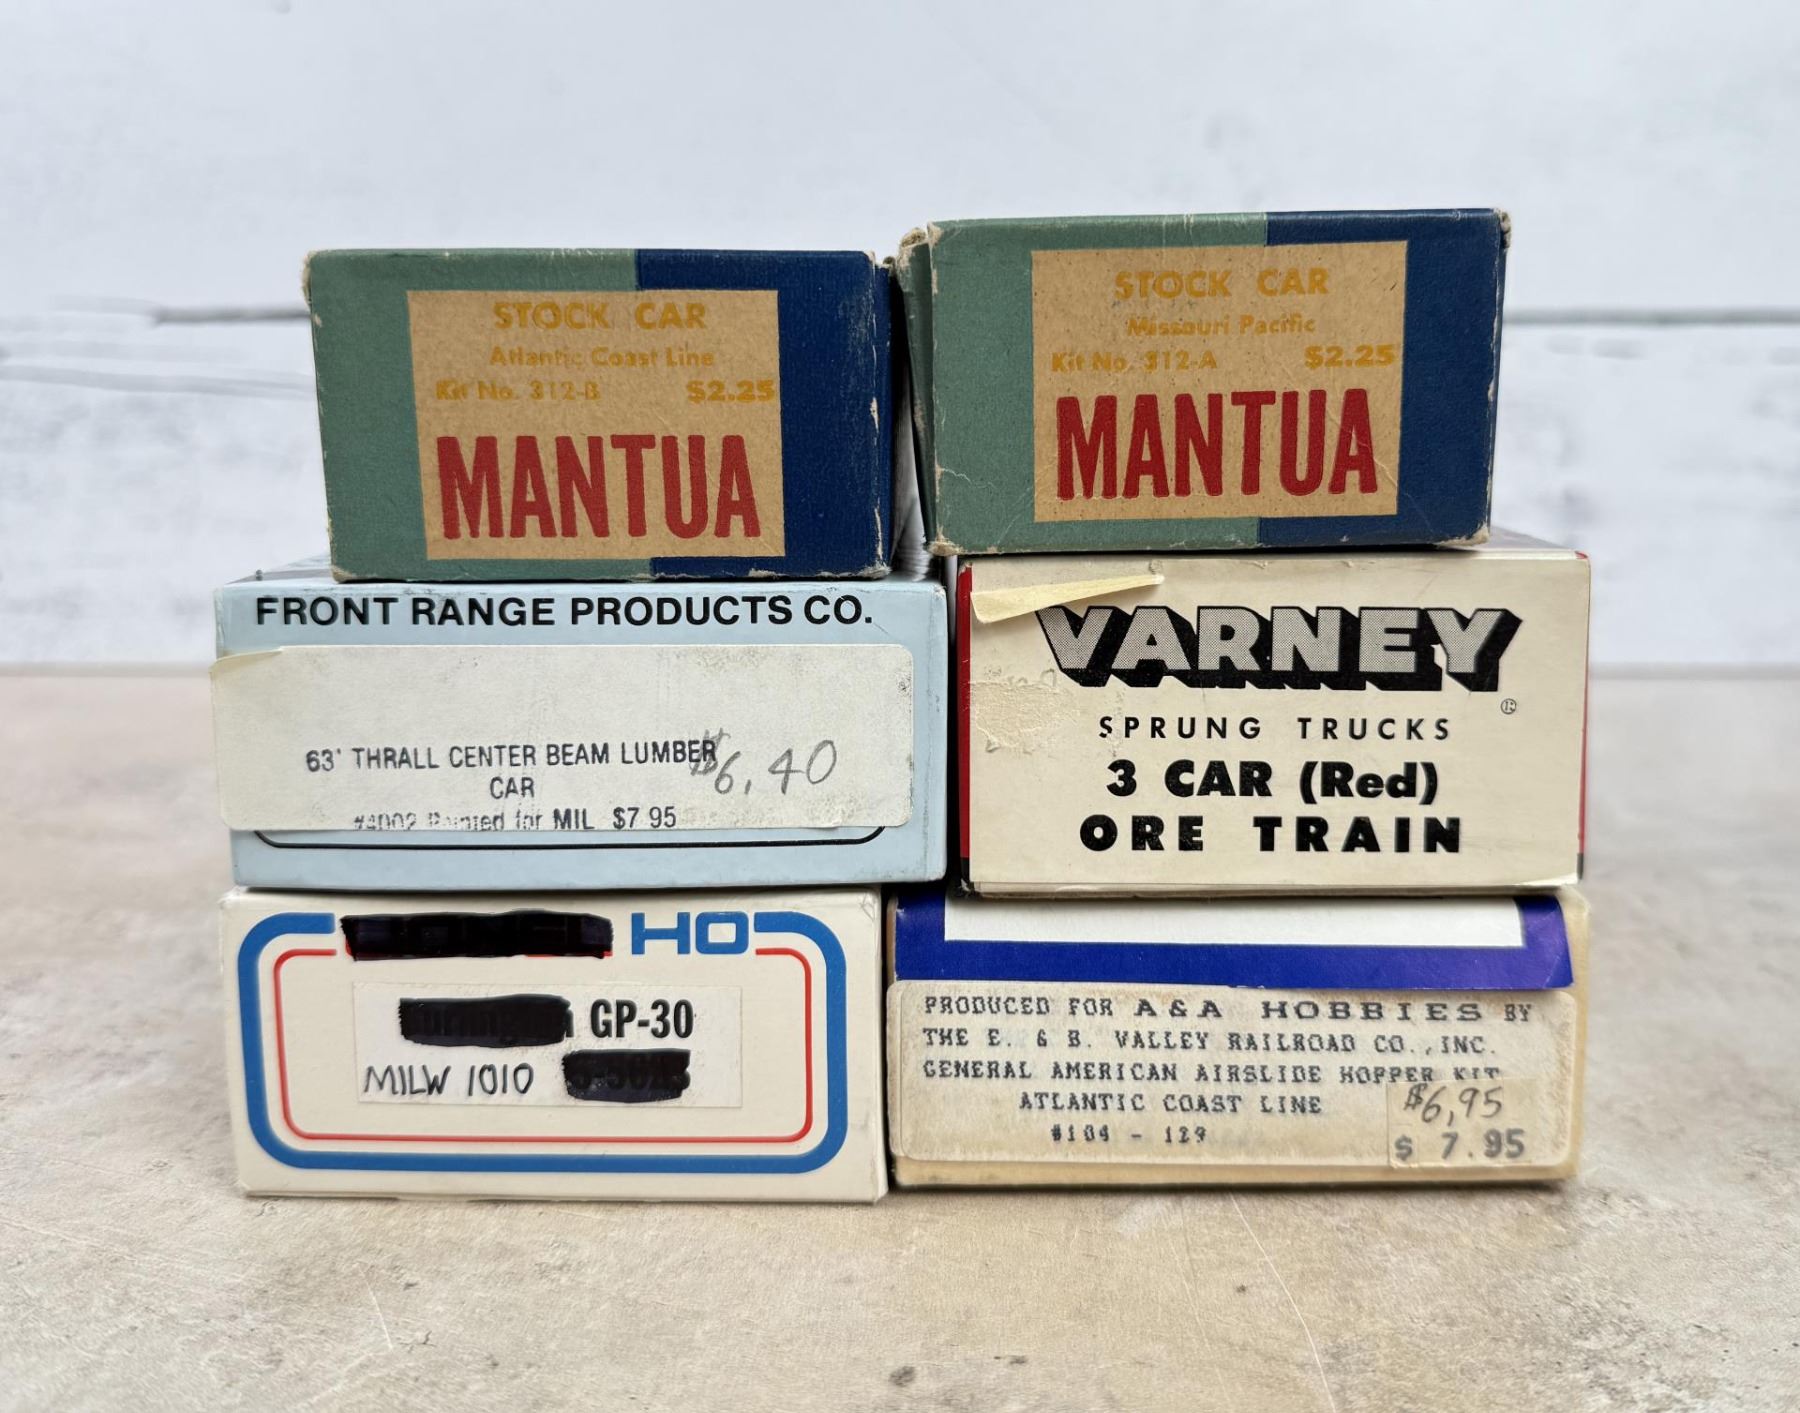 STOCK CAR
Atlantic Coast Line
Kit No. 312-B $2.25
MANTUA
STOCK CAR
Missouri Pacific
Kit No. 312-A $2.25
MANTUA
FRONT RANGE PRODUCTS CO.
63' THRALL CENTER BEAM LUMBER $6.40
CAR
#4002 Painted for MIL $7 95
VARNEY
®
SPRUNG TRUCKS
3 CAR (Red)
ORE TRAIN
HO
GP-30
MILW 1010
PRODUCED FOR A & A HOBBIES BY
THE E. & B. VALLEY RAILROAD CO., INC.
GENERAL AMERICAN AIRSLIDE HOPPER KIT
ATLANTIC COAST LINE
#104 - 129
$6,95
$ 7.95